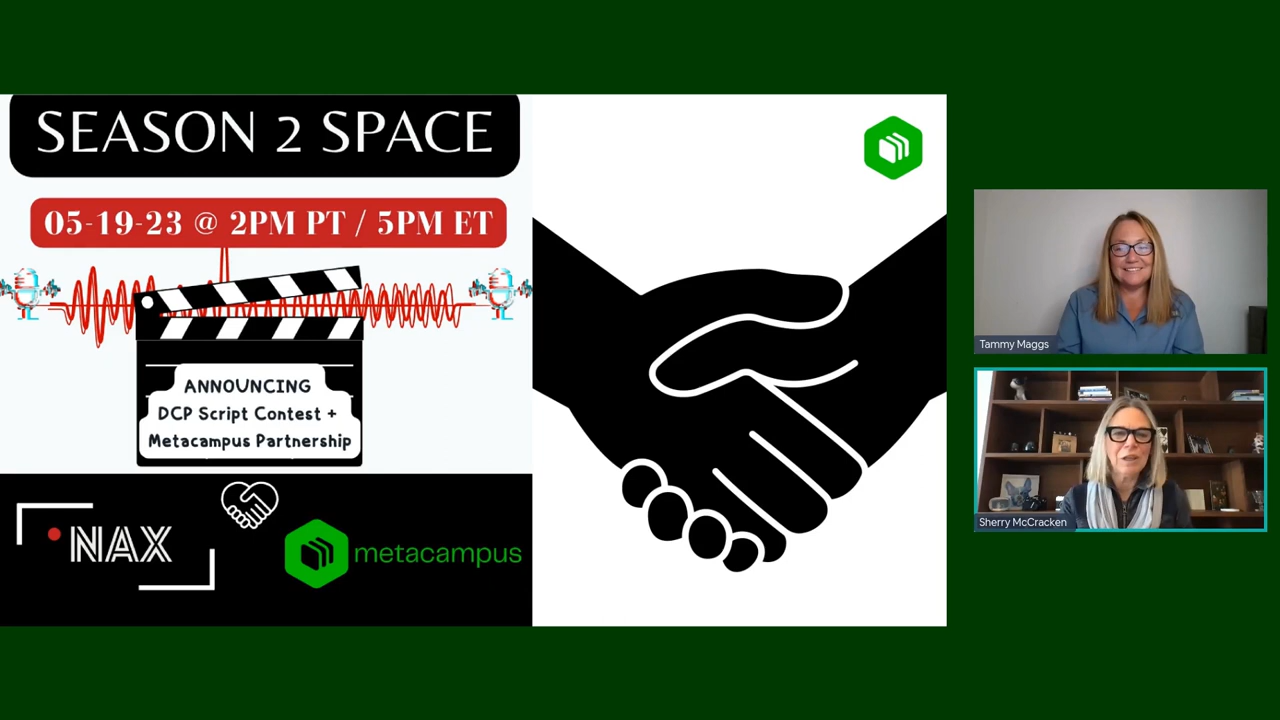 SEASON 2 SPACE
05-19-23 @ 2PM PT / 5PM ET
ANNOUNCING
DCP Script Contest +
Metacampus Partnership
NAX
metacampus
Tammy Maggs
Sherry McCracken